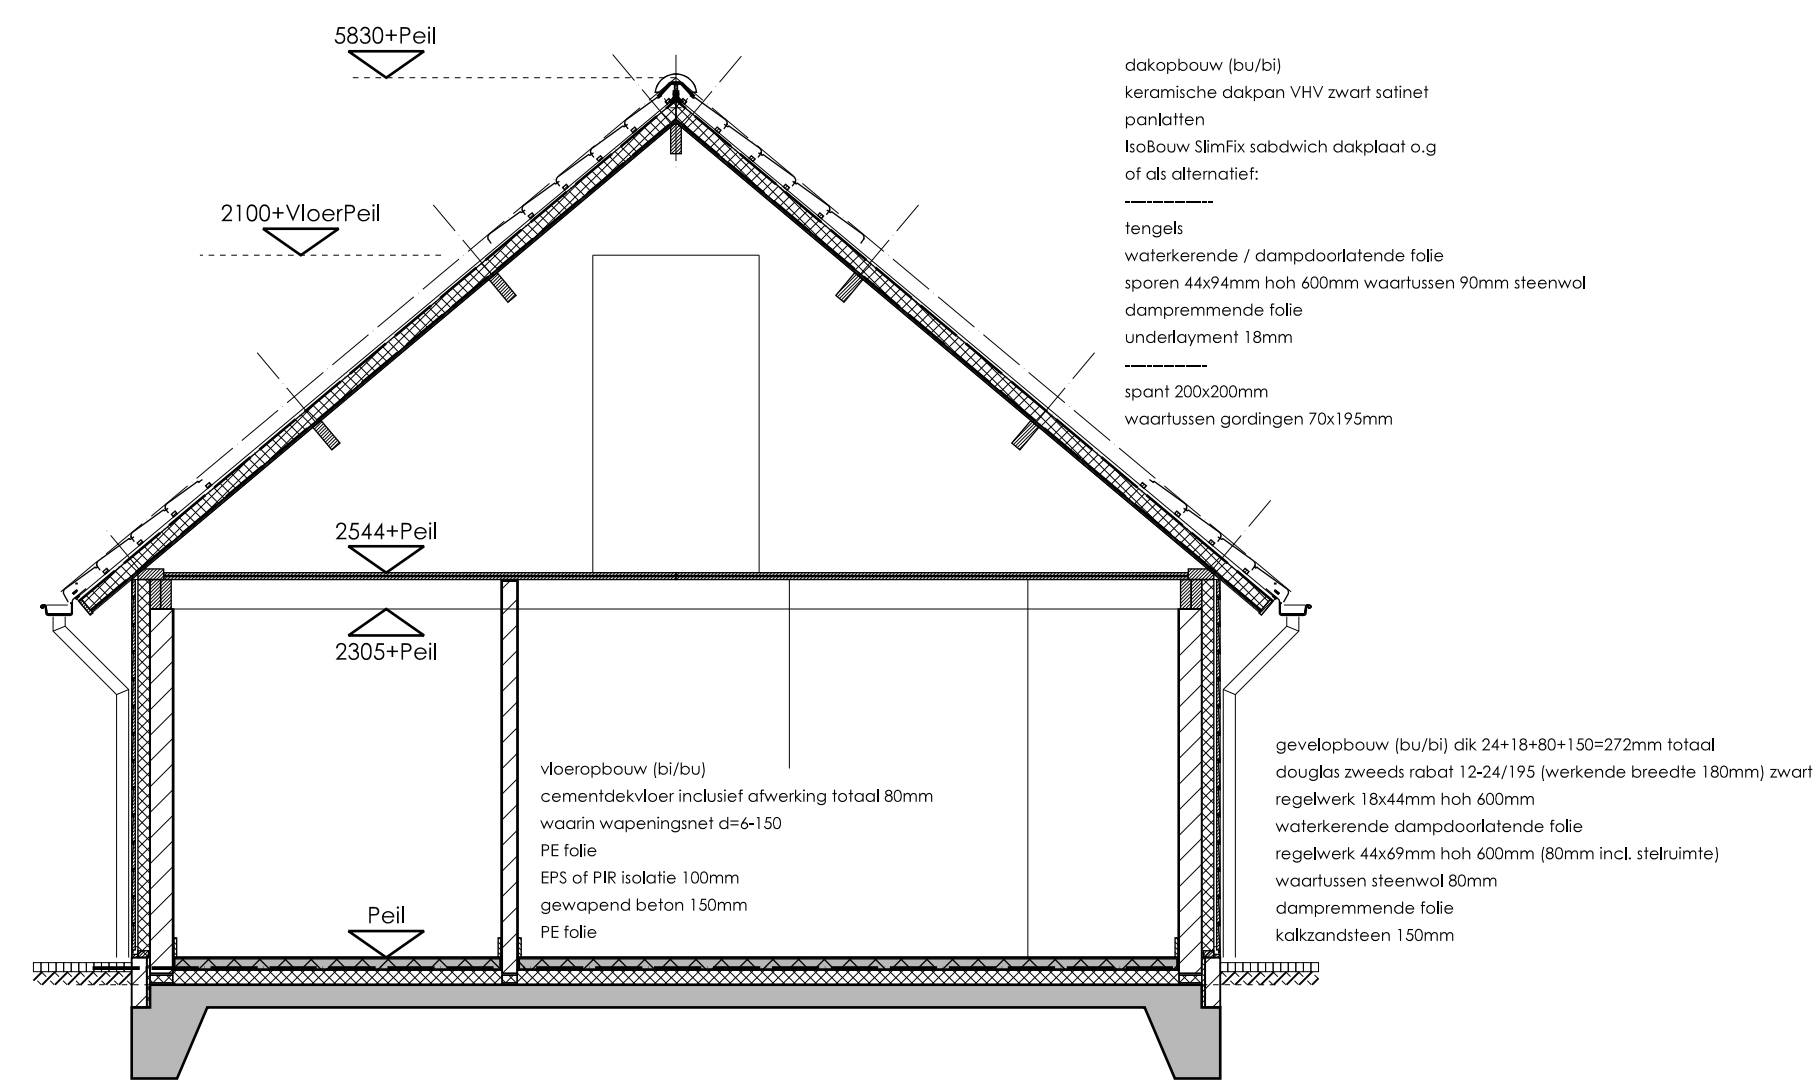 5830+Peil
2100+VloerPeil
2544+Peil
2305+Peil
Peil
dakopbouw (bu/bi)
keramische dakpan VHV zwart satinet
panlatten
IsoBouw SlimFix sabdwich dakplaat o.g
of als alternatief:
----------------
tengels
waterkerende / dampdoorlatende folie
sporen 44x94mm hoh 600mm waartussen 90mm steenwol
dampremmende folie
underlayment 18mm
---------------
spant 200x200mm
waartussen gordingen 70x195mm
vloeropbouw (bi/bu)
cementdekvloer inclusief afwerking totaal 80mm
waarin wapeningsnet d=6-150
PE folie
EPS of PIR isolatie 100mm
gewapend beton 150mm
PE folie
gevelopbouw (bu/bi) dik 24+18+80+150=272mm totaal
douglas zweeds rabat 12-24/195 (werkende breedte 180mm) zwart
regelwerk 18x44mm hoh 600mm
waterkerende dampdoorlatende folie
regelwerk 44x69mm hoh 600mm (80mm incl. stelruimte)
waartussen steenwol 80mm
dampremmende folie
kalkzandsteen 150mm